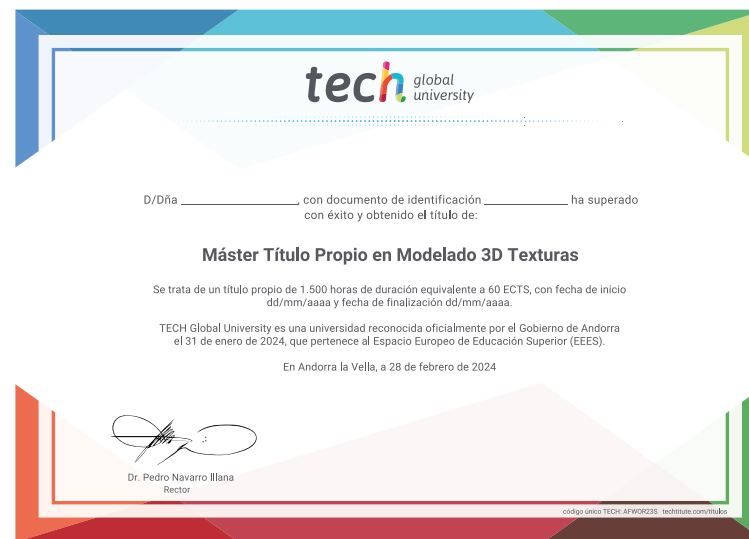 tech global university
D/Dña ____________________, con documento de identificación ______________ ha superado
con éxito y obtenido el título de:
Máster Título Propio en Modelado 3D Texturas
Se trata de un título propio de 1.500 horas de duración equivalente a 60 ECTS, con fecha de inicio
dd/mm/aaaa y fecha de finalización dd/mm/aaaa.
TECH Global University es una universidad reconocida oficialmente por el Gobierno de Andorra
el 31 de enero de 2024, que pertenece al Espacio Europeo de Educación Superior (EEES).
En Andorra la Vella, a 28 de febrero de 2024
Dr. Pedro Navarro Illana
Rector
código único TECH: AFWOR23S techtitute.com/titulos